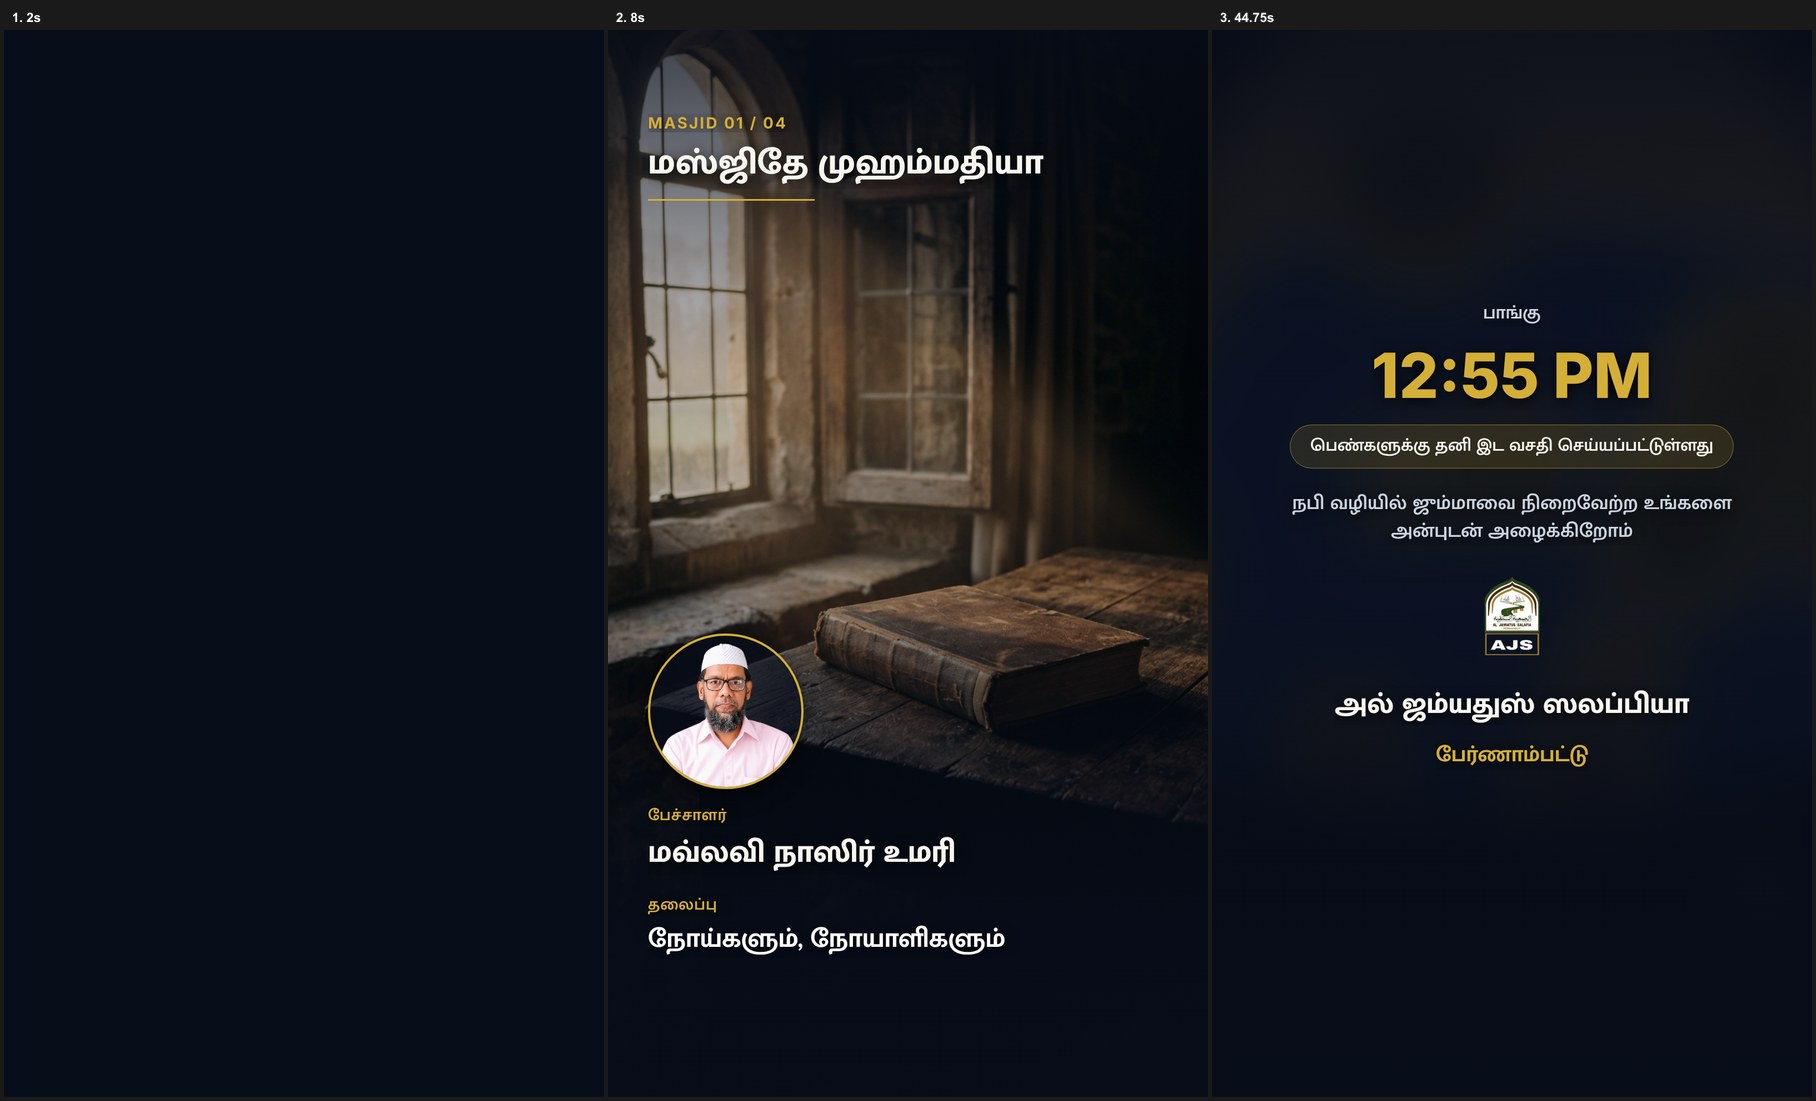 1. 2s
2. 8s
3. 44.75s
MASJID 01 / 04
மஸ்ஜிதே முஹம்மதியா
பேச்சாளர்
மவ்லவி நாஸிர் உமரி
தலைப்பு
நோய்களும், நோயாளிகளும்
பாங்கு
12:55 PM
பெண்களுக்கு தனி இட வசதி செய்யப்பட்டுள்ளது
நபி வழியில் ஜும்மாவை நிறைவேற்ற உங்களை
அன்புடன் அழைக்கிறோம்
AJS
அல் ஜம்யதுஸ் ஸலப்பியா
பேர்ணாம்பட்டு